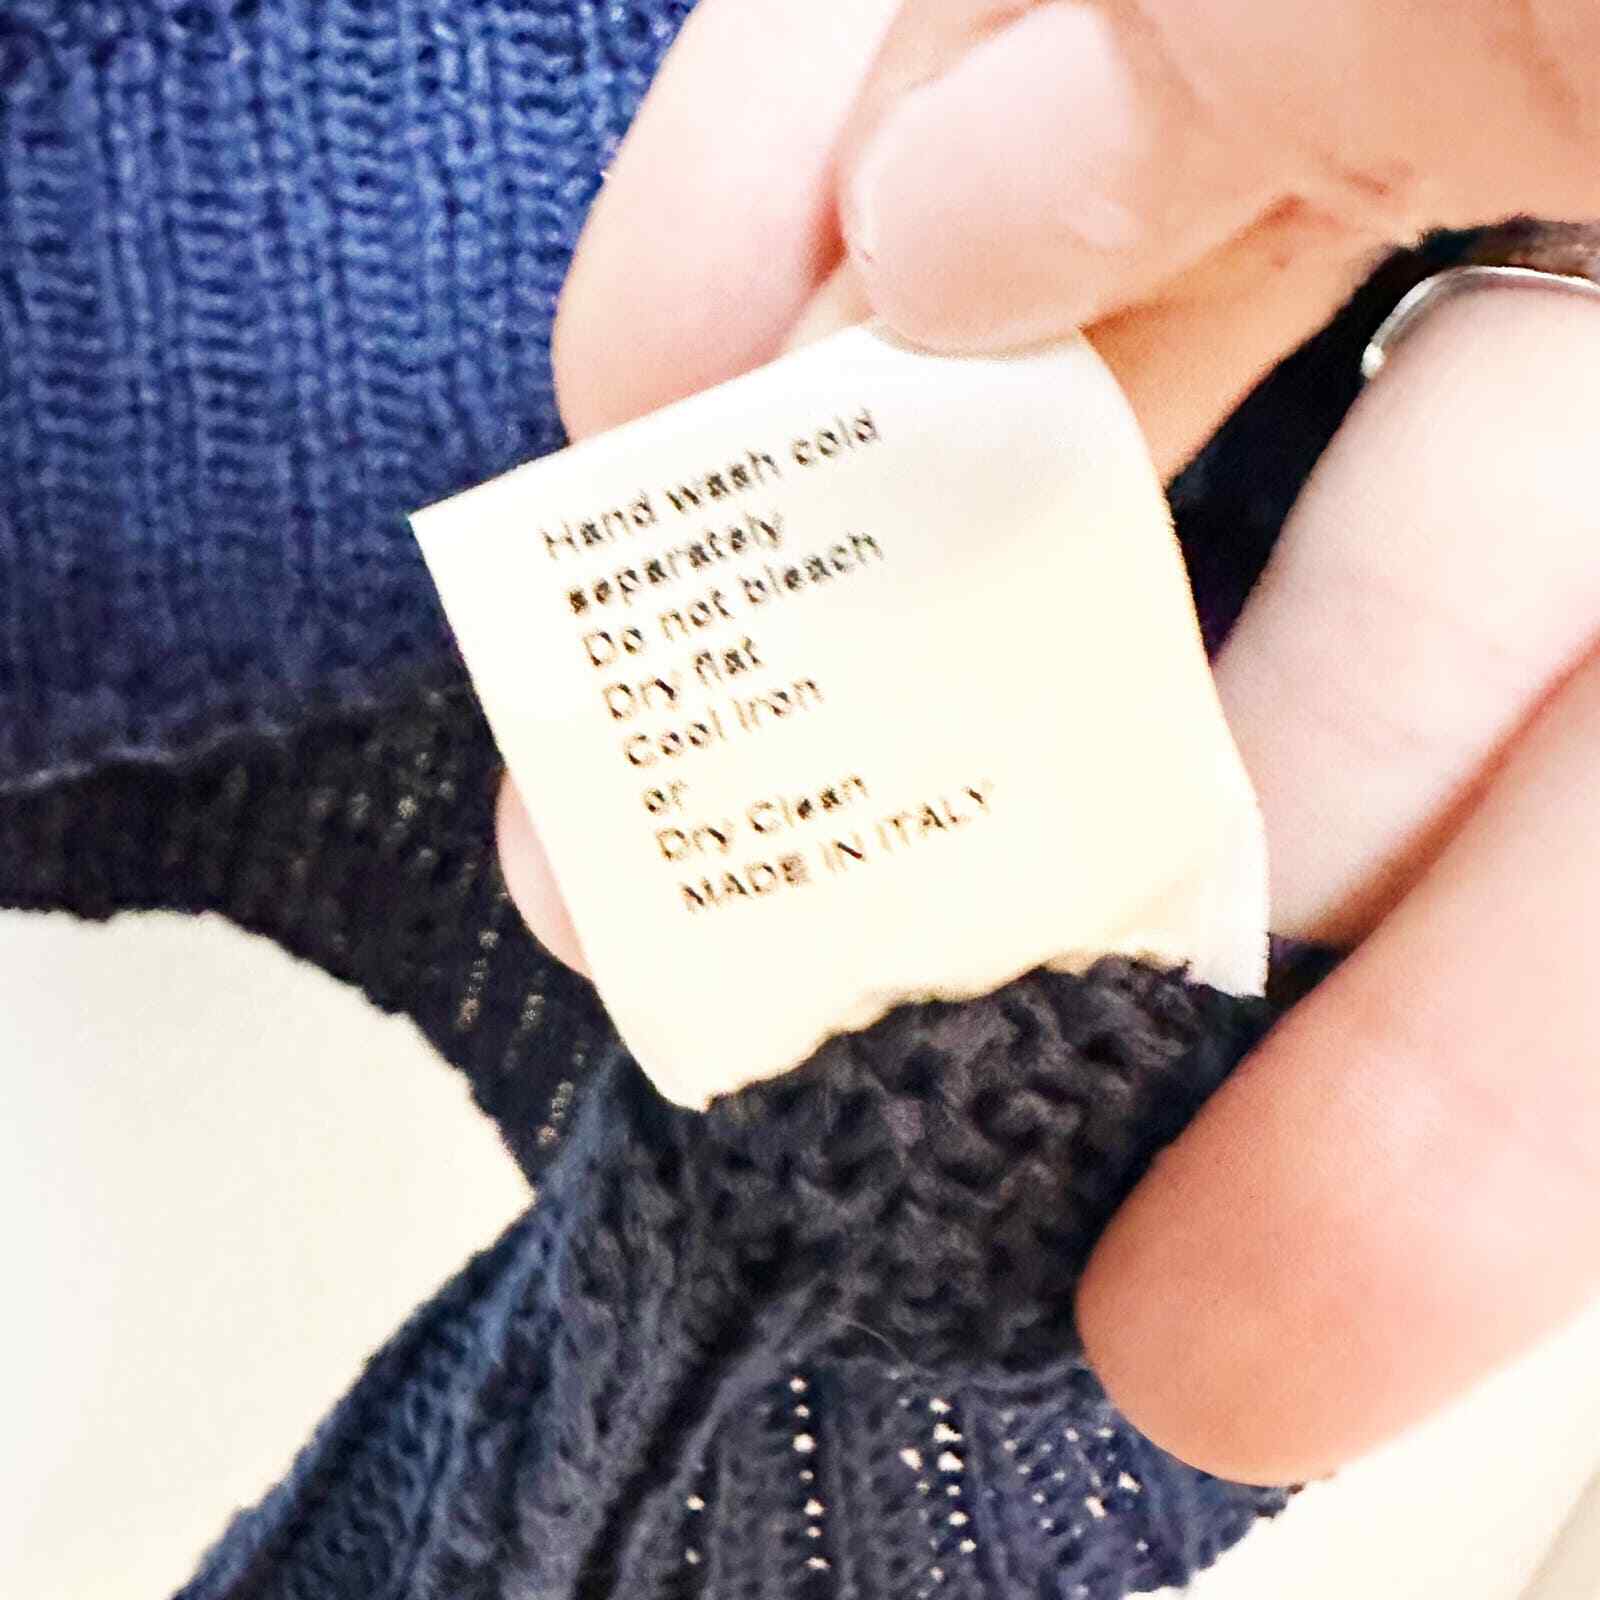 Hand wash cold
separately
Do not bleach
Dry flat
Cool Iron
or
Dry Clean
MADE IN ITALY